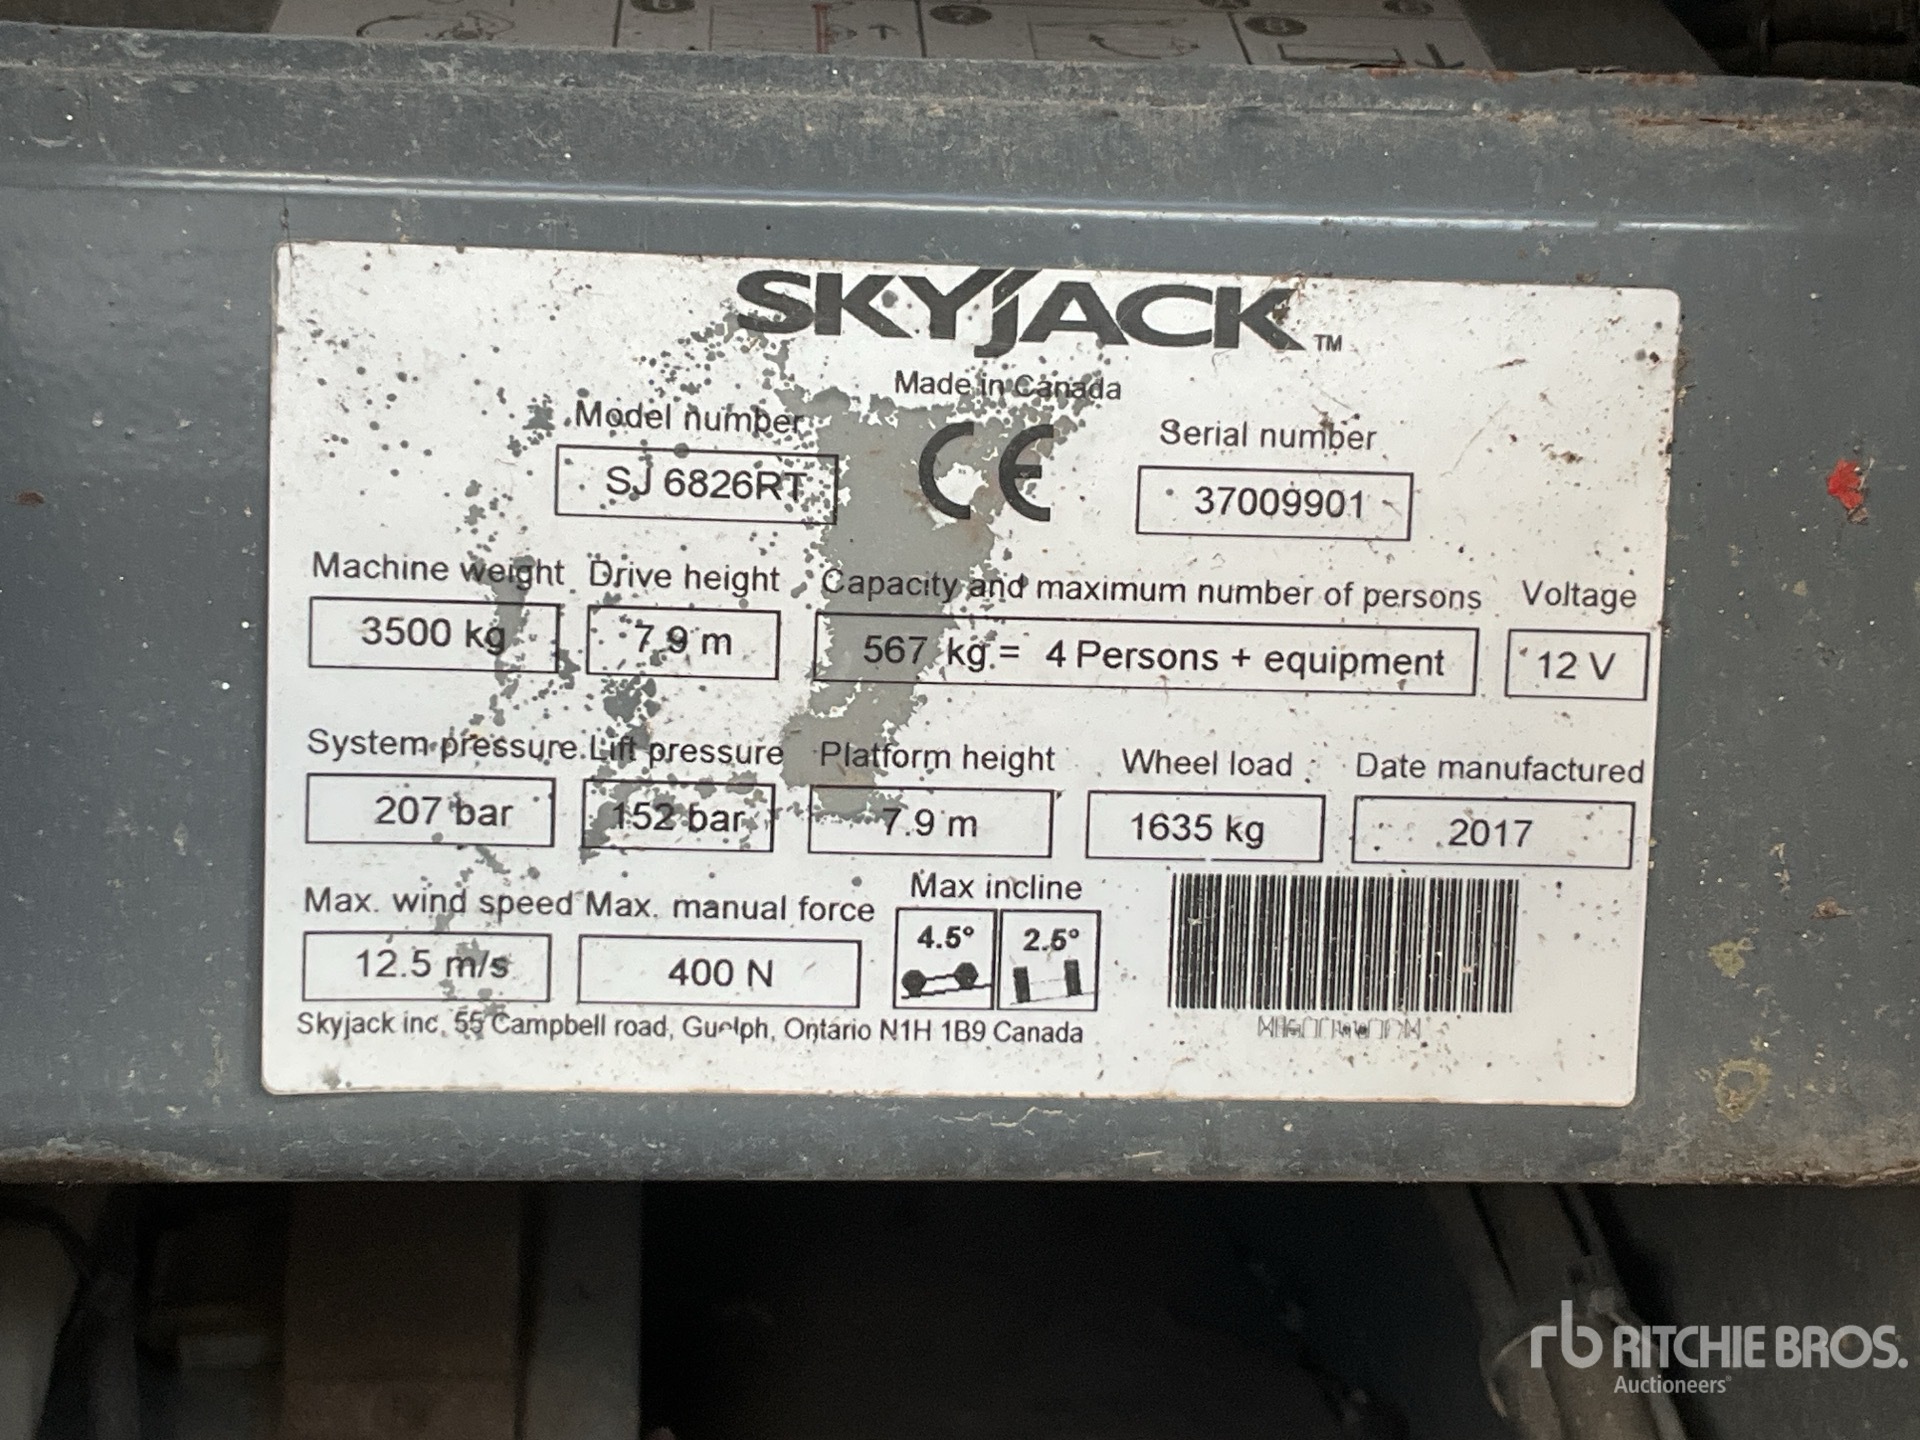 SKYJACK™
Made in Canada
Model number
SJ 6826RT
CE
Serial number
37009901
Machine weight Drive height Capacity and maximum number of persons Voltage
3500 kg 7.9 m 567 kg = 4 Persons + equipment 12 V
System pressure Lift pressure Platform height Wheel load Date manufactured
207 bar 152 bar 7.9 m 1635 kg 2017
Max. wind speed Max. manual force Max incline
12.5 m/s 400 N 4.5° 2.5°
Skyjack inc, 55 Campbell road, Guelph, Ontario N1H 1B9 Canada
rb RITCHIE BROS.
Auctioneers